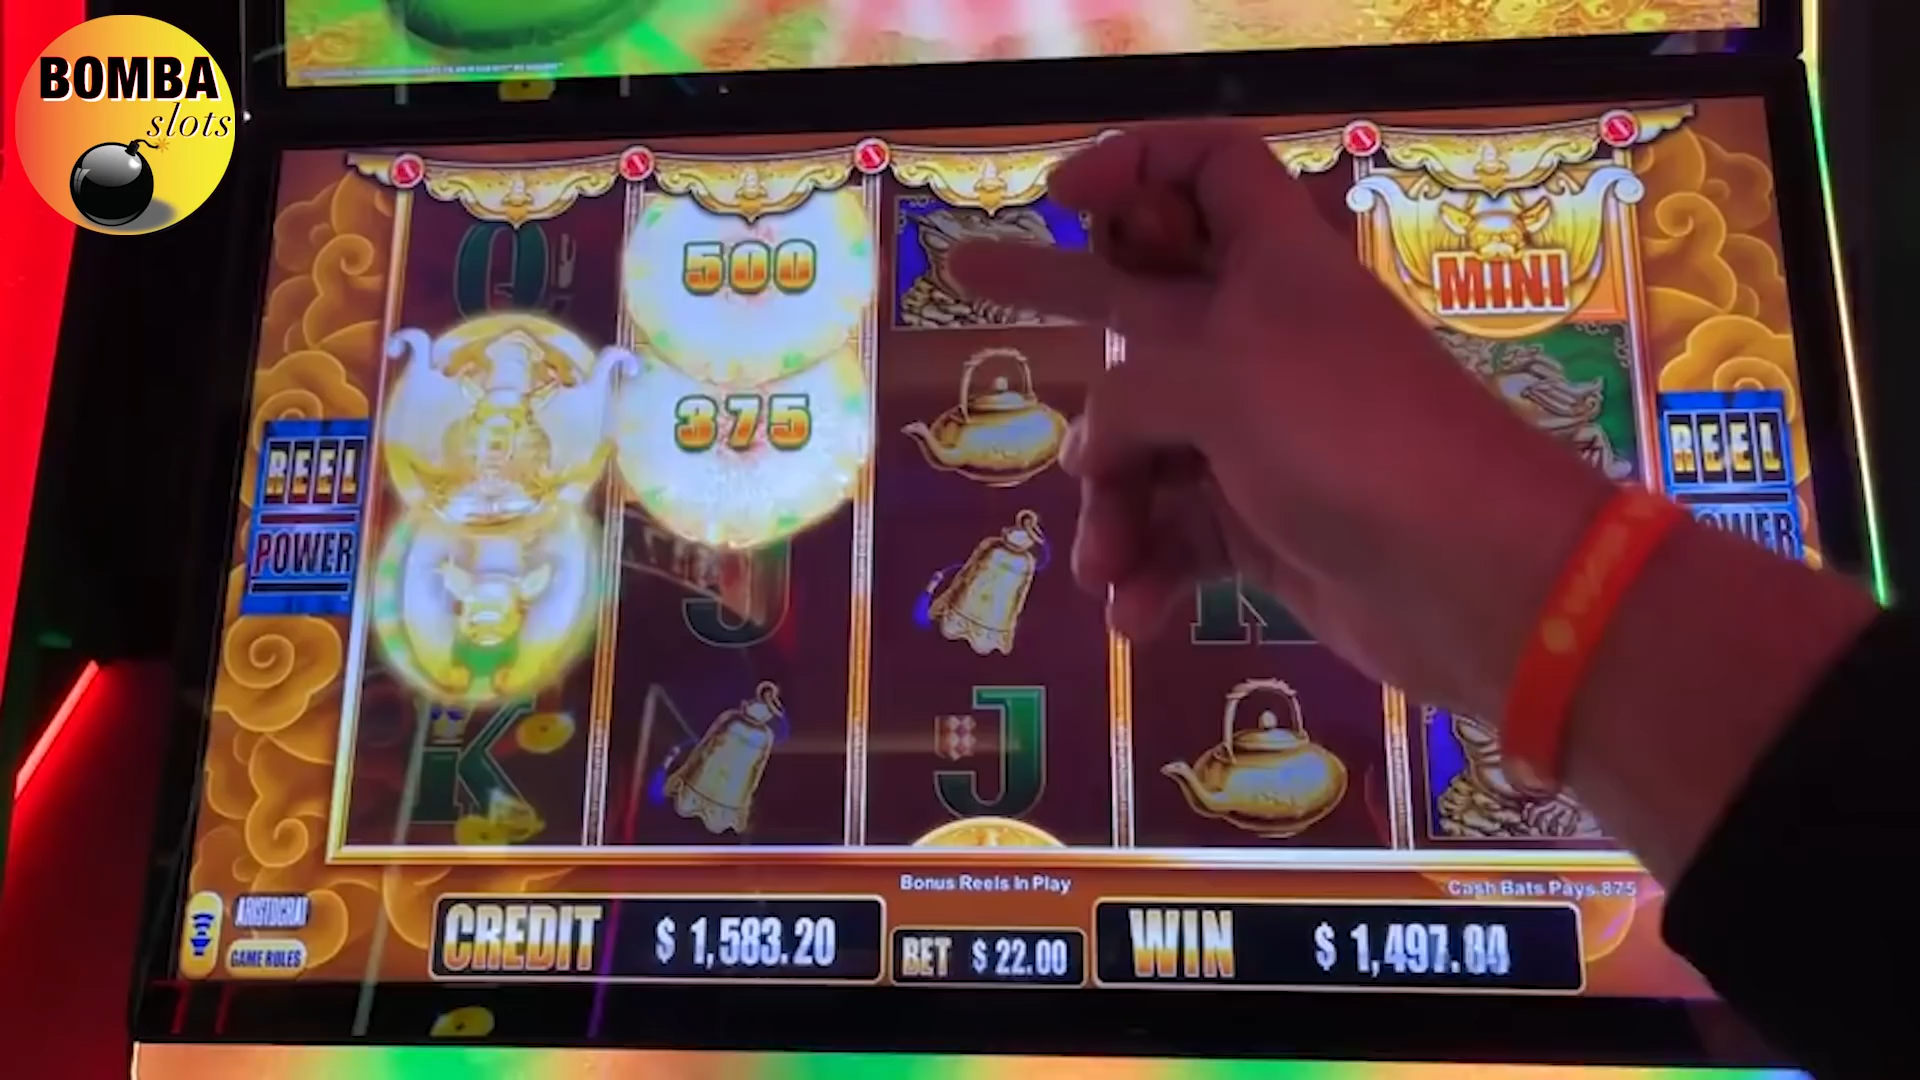 BOMBA
slots
Q
500
MINI
375
REEL
POWER
REEL
POWER
J
K
K
J
Bonus Reels In Play
Cash Bats Pays 875
ARISTOCRAT
GAME RULES
CREDIT $ 1,583.20
BET $ 22.00
WIN $ 1,497.84